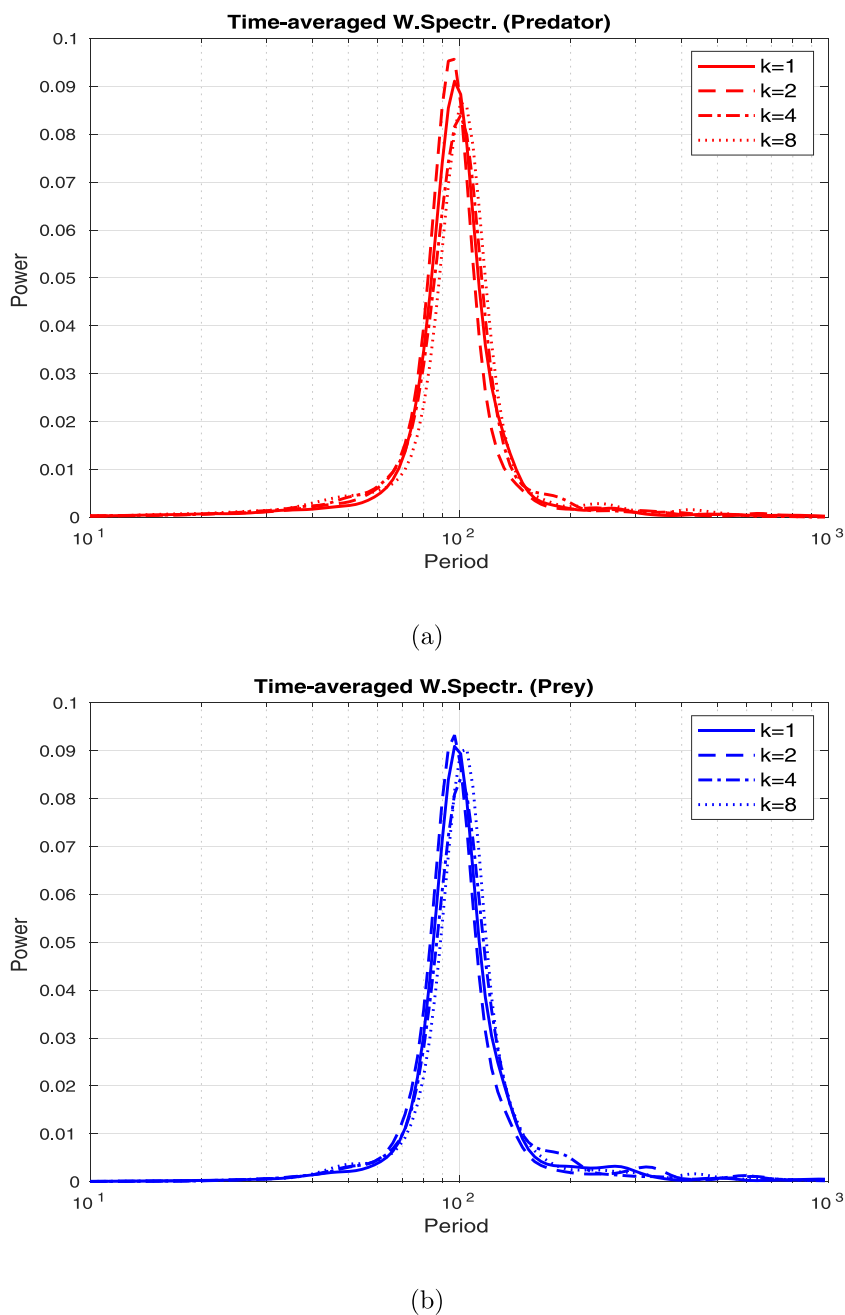 Time-averaged W.Spectr. (Predator)
0.1
0.09
0.08
0.07
0.06
0.05
0.04
0.03
0.02
0.01
0
Power
k=1
k=2
k=4
k=8
10^1
10^2
10^3
Period
(a)
Time-averaged W.Spectr. (Prey)
0.1
0.09
0.08
0.07
0.06
0.05
0.04
0.03
0.02
0.01
0
Power
k=1
k=2
k=4
k=8
10^1
10^2
10^3
Period
(b)